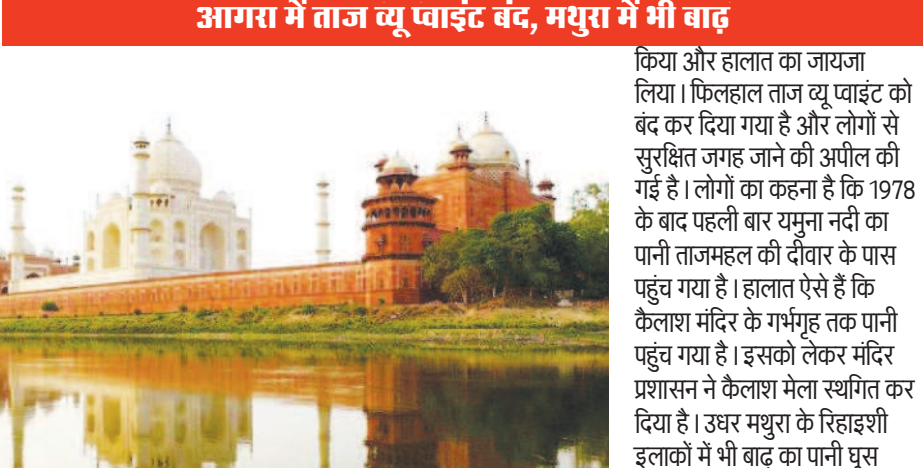 आगरा में ताज व्यू प्वाइंट बंद, मथुरा में भी बाढ़
किया और हालात का जायजा
लिया। फिलहाल ताज व्यू प्वाइंट को
बंद कर दिया गया है और लोगों से
सुरक्षित जगह जाने की अपील की
गई है। लोगों का कहना है कि 1978
के बाद पहली बार यमुना नदी का
पानी ताजमहल की दीवार के पास
पहुंच गया है। हालात ऐसे हैं कि
कैलाश मंदिर के गर्भगृह तक पानी
पहुंच गया है। इसको लेकर मंदिर
प्रशासन ने कैलाश मेला स्थगित कर
दिया है। उधर मथुरा के रिहाइशी
इलाकों में भी बाढ़ का पानी घुस